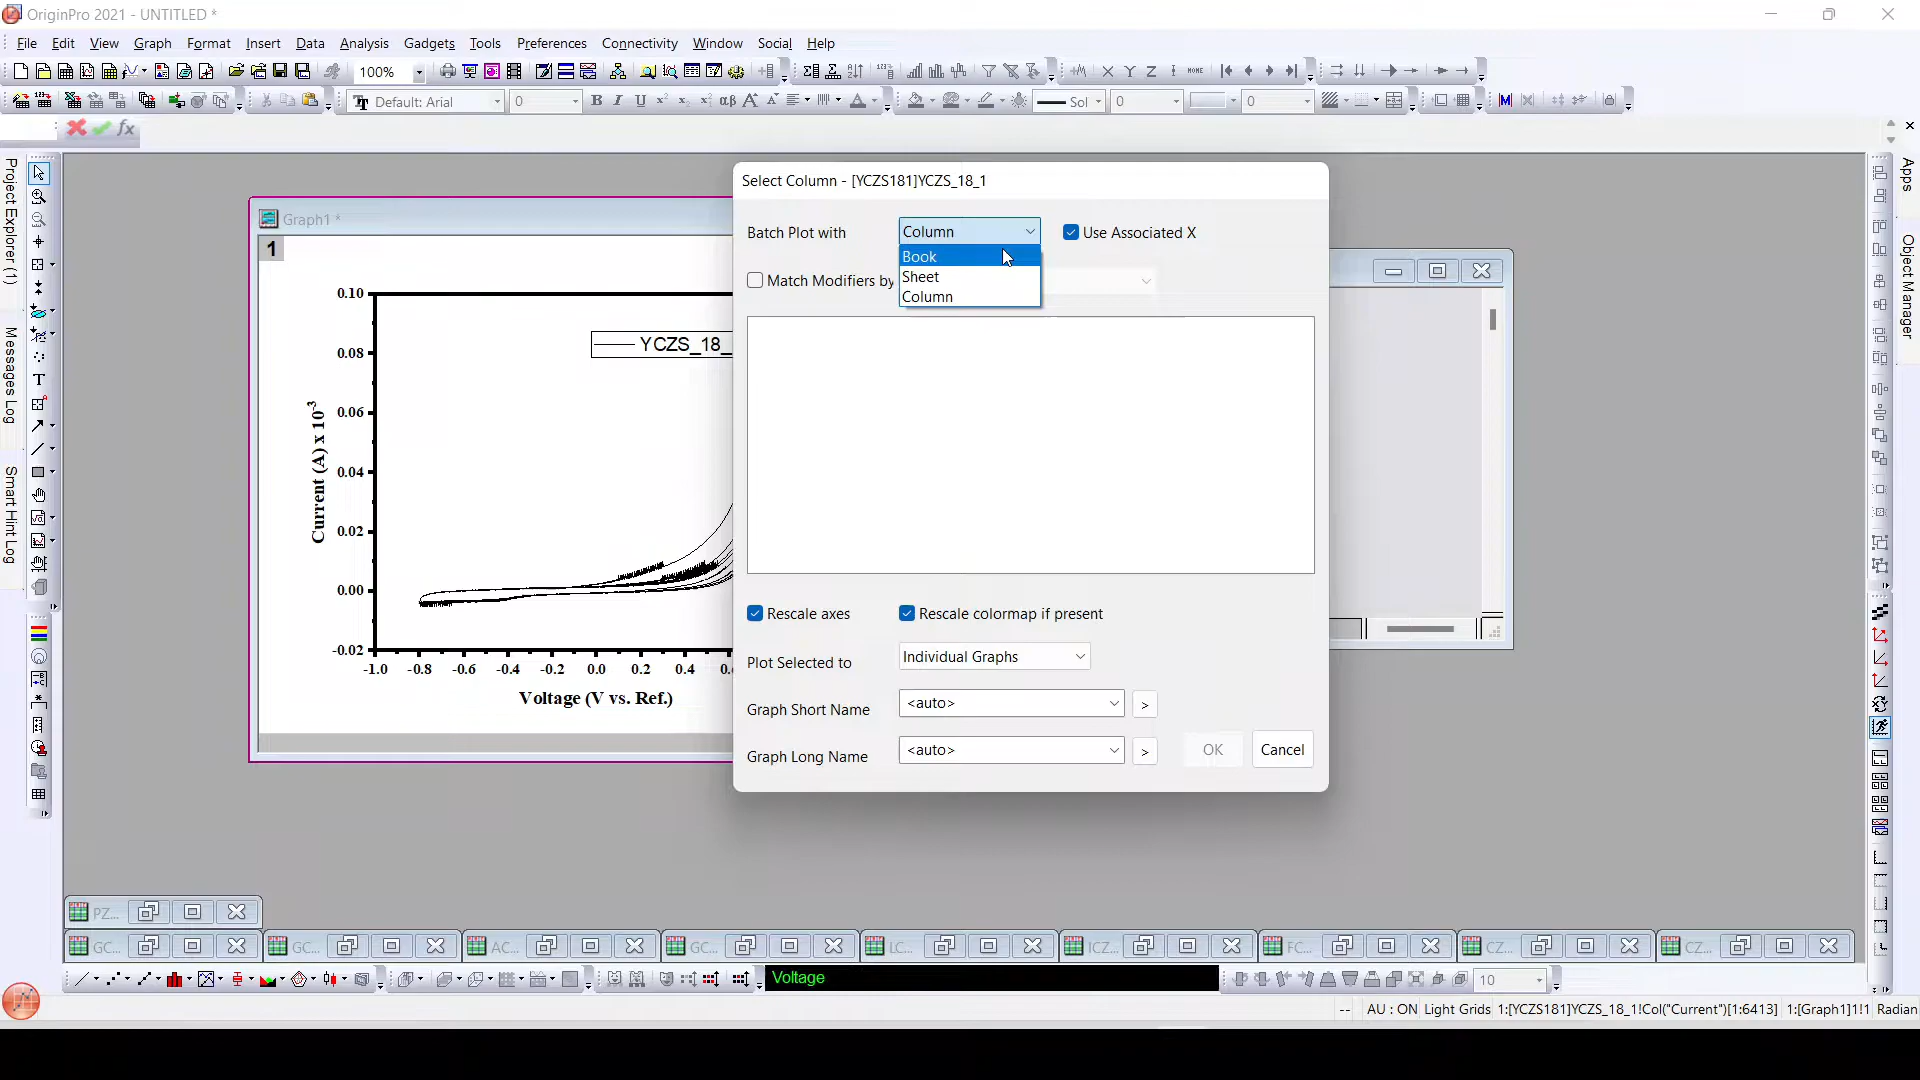 OriginPro 2021 - UNTITLED *
File Edit View Graph Format Insert Data Analysis Gadgets Tools Preferences Connectivity Window Social Help
100%
Default: Arial 0 B I U Sol 0 0
fx
Project Explorer (1)
Messages Log
Smart Hint Log
Apps
Object Manager
Graph1 *
1
YCZS_18_
0.10
0.08
0.06
0.04
0.02
0.00
-0.02
Current (A) x 10-3
-1.0 -0.8 -0.6 -0.4 -0.2 0.0 0.2 0.4
Voltage (V vs. Ref.)
Select Column - [YCZS181]YCZS_18_1
Batch Plot with Column Use Associated X
Book
Sheet
Column
Match Modifiers by
Rescale axes Rescale colormap if present
Plot Selected to Individual Graphs
Graph Short Name <auto> >
Graph Long Name <auto> >
OK Cancel
PZ...
GC... GC... AC... GC... LC... ICZ... FC... CZ... CZ...
Voltage
10
-- AU : ON Light Grids 1:[YCZS181]YCZS_18_1!Col("Current")[1:6413] 1:[Graph1]1!1 Radian